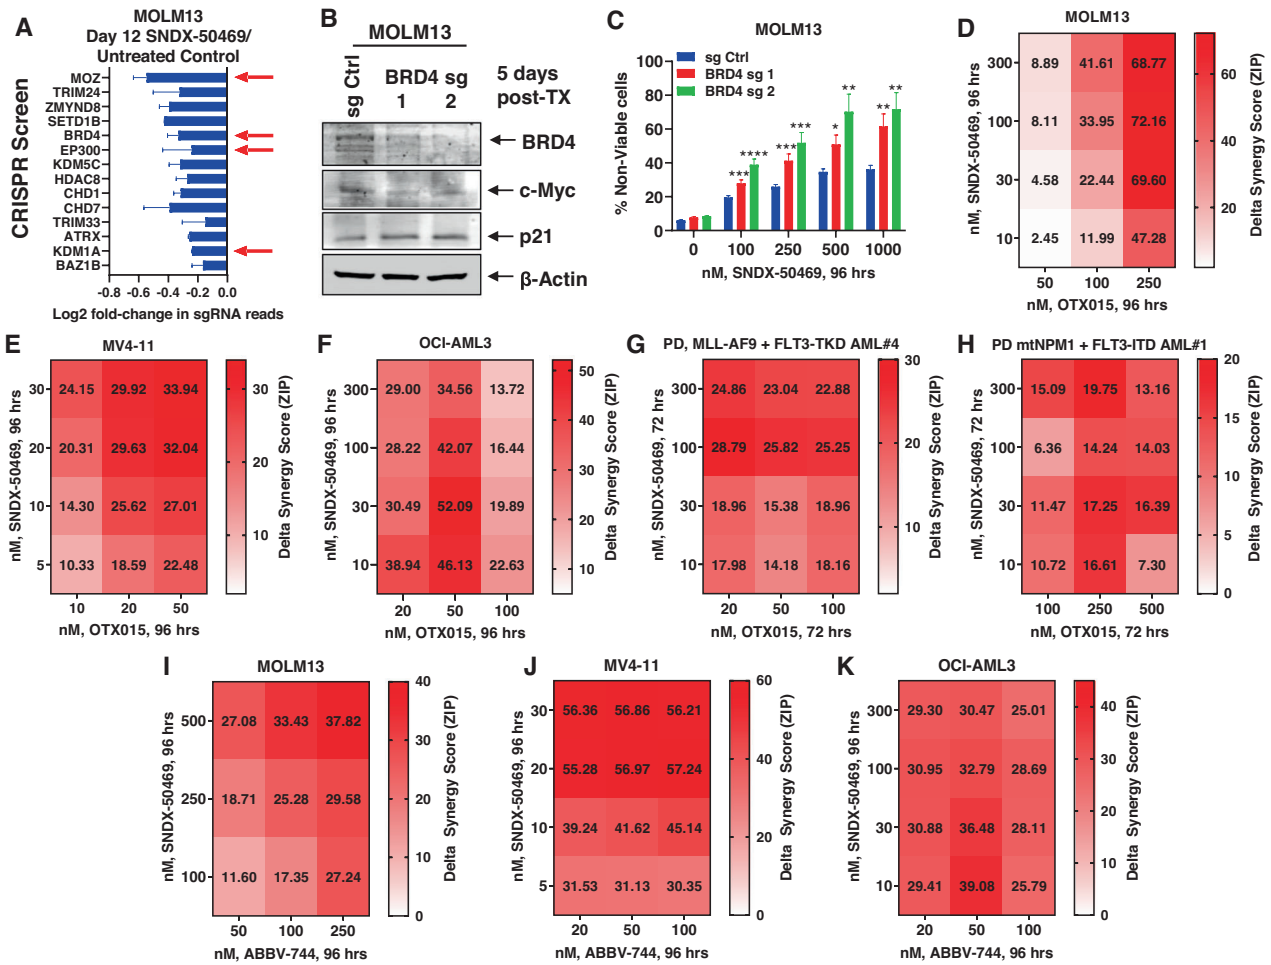 A
MOLM13
Day 12 SNDX-50469/
Untreated Control
CRISPR Screen
MOZ
TRIM24
ZMYND8
SETD1B
BRD4
EP300
KDM5C
HDAC8
CHD1
CHD7
TRIM33
ATRX
KDM1A
BAZ1B
-0.8 -0.6 -0.4 -0.2 0.0
Log2 fold-change in sgRNA reads
B
MOLM13
sg Ctrl
BRD4 sg
1 2
5 days
post-TX
BRD4
c-Myc
p21
β-Actin
C
MOLM13
sg Ctrl
BRD4 sg 1
BRD4 sg 2
% Non-Viable cells
100
80
60
40
20
0
*** ****
*** ***
* **
** **
0 100 250 500 1000
nM, SNDX-50469, 96 hrs
D
MOLM13
nM, SNDX-50469, 96 hrs
300 8.89 41.61 68.77
100 8.11 33.95 72.16
30 4.58 22.44 69.60
10 2.45 11.99 47.28
50 100 250
nM, OTX015, 96 hrs
60
40
20
Delta Synergy Score (ZIP)
E
MV4-11
nM, SNDX-50469, 96 hrs
30 24.15 29.92 33.94
20 20.31 29.63 32.04
10 14.30 25.62 27.01
5 10.33 18.59 22.48
10 20 50
nM, OTX015, 96 hrs
30
20
10
Delta Synergy Score (ZIP)
F
OCI-AML3
nM, SNDX-50469, 96 hrs
300 29.00 34.56 13.72
100 28.22 42.07 16.44
30 30.49 52.09 19.89
10 38.94 46.13 22.63
20 50 100
nM, OTX015, 96 hrs
50
40
30
20
10
Delta Synergy Score (ZIP)
G
PD, MLL-AF9 + FLT3-TKD AML#4
nM, SNDX-50469, 72 hrs
300 24.86 23.04 22.88
100 28.79 25.82 25.25
30 18.96 15.38 18.96
10 17.98 14.18 18.16
20 50 100
nM, OTX015, 72 hrs
30
20
10
Delta Synergy Score (ZIP)
H
PD mtNPM1 + FLT3-ITD AML#1
nM, SNDX-50469, 72 hrs
300 15.09 19.75 13.16
100 6.36 14.24 14.03
30 11.47 17.25 16.39
10 10.72 16.61 7.30
100 250 500
nM, OTX015, 72 hrs
20
15
10
5
0
Delta Synergy Score (ZIP)
I
MOLM13
nM, SNDX-50469, 96 hrs
500 27.08 33.43 37.82
250 18.71 25.28 29.58
100 11.60 17.35 27.24
50 100 250
nM, ABBV-744, 96 hrs
40
30
20
10
0
Delta Synergy Score (ZIP)
J
MV4-11
nM, SNDX-50469, 96 hrs
30 56.36 56.86 56.21
20 55.28 56.97 57.24
10 39.24 41.62 45.14
5 31.53 31.13 30.35
20 50 100
nM, ABBV-744, 96 hrs
60
40
20
0
Delta Synergy Score (ZIP)
K
OCI-AML3
nM, SNDX-50469, 96 hrs
300 29.30 30.47 25.01
100 30.95 32.79 28.69
30 30.88 36.48 28.11
10 29.41 39.08 25.79
20 50 100
nM, ABBV-744, 96 hrs
40
30
20
10
0
Delta Synergy Score (ZIP)